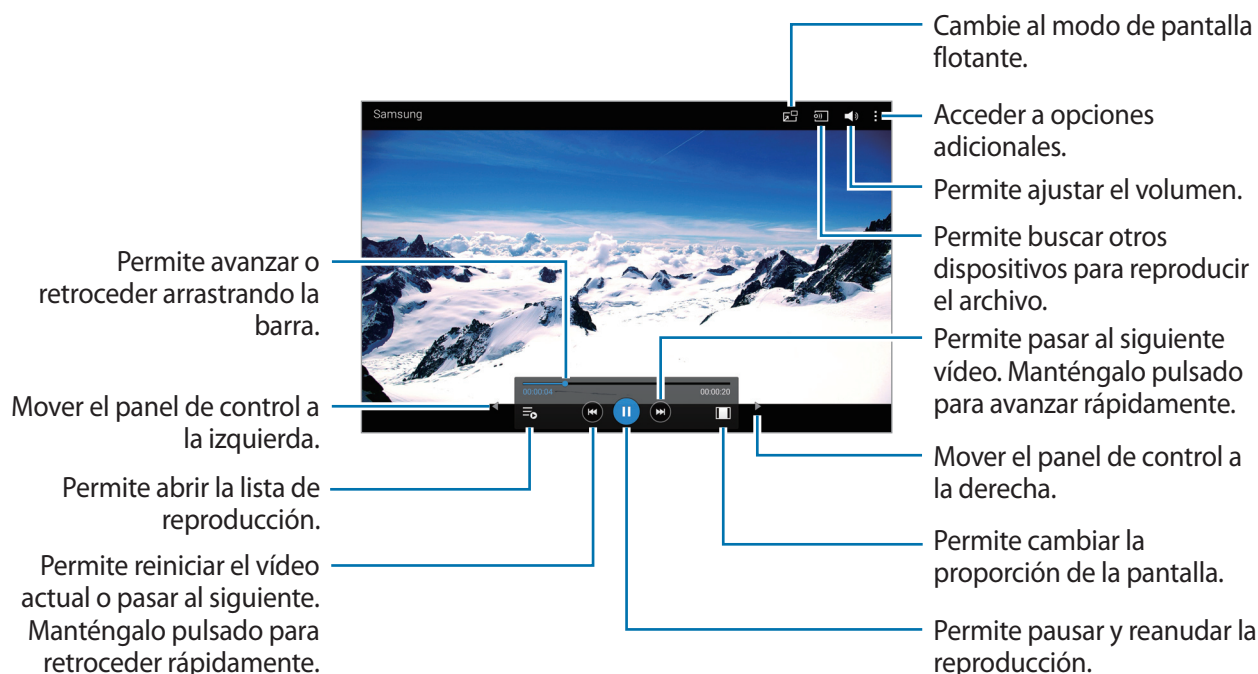 Cambie al modo de pantalla
flotante.
Samsung
Acceder a opciones
adicionales.
Permite ajustar el volumen.
Permite buscar otros
dispositivos para reproducir
el archivo.
Permite avanzar o
retroceder arrastrando la
barra.
Permite pasar al siguiente
vídeo. Manténgalo pulsado
para avanzar rápidamente.
00:00:04
00:00:20
Mover el panel de control a
la izquierda.
Mover el panel de control a
la derecha.
Permite abrir la lista de
reproducción.
Permite cambiar la
proporción de la pantalla.
Permite reiniciar el vídeo
actual o pasar al siguiente.
Manténgalo pulsado para
retroceder rápidamente.
Permite pausar y reanudar la
reproducción.